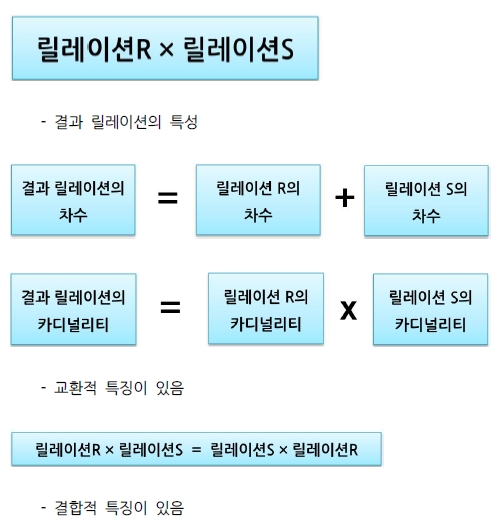 릴레이션R × 릴레이션S
- 결과 릴레이션의 특성
결과 릴레이션의 차수 = 릴레이션 R의 차수 + 릴레이션 S의 차수
결과 릴레이션의 카디널리티 = 릴레이션 R의 카디널리티 x 릴레이션 S의 카디널리티
- 교환적 특징이 있음
릴레이션R × 릴레이션S = 릴레이션S × 릴레이션R
- 결합적 특징이 있음